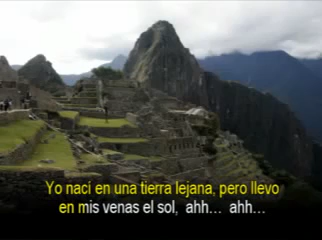 Yo naci en una tierra lejana, pero llevo
en mis venas el sol, ahh... ahh...